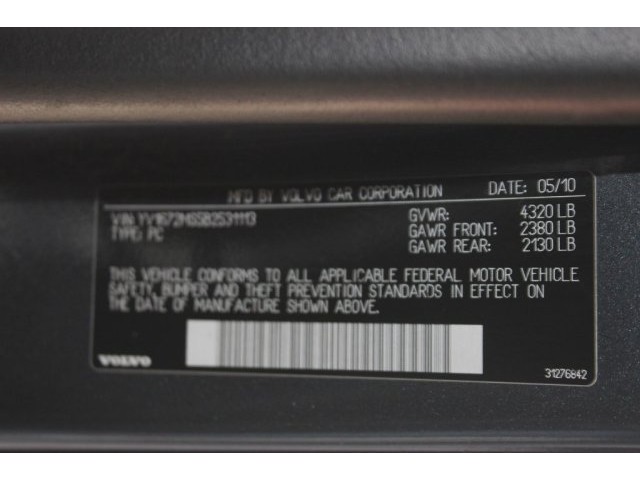 MFD BY VOLVO CAR CORPORATION DATE: 05/10
VIN: YV1672MS5B2531113 GVWR: 4320 LB
TYPE: PC GAWR FRONT: 2380 LB
GAWR REAR: 2130 LB
THIS VEHICLE CONFORMS TO ALL APPLICABLE FEDERAL MOTOR VEHICLE
SAFETY, BUMPER AND THEFT PREVENTION STANDARDS IN EFFECT ON
THE DATE OF MANUFACTURE SHOWN ABOVE.
VOLVO
31276842